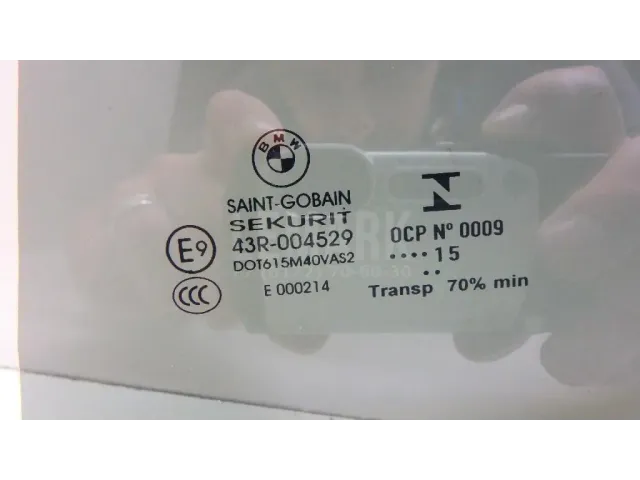 BMW
SAINT-GOBAIN
SEKURIT
E9
43R-004529
DOT615M40VAS2
CCC
E 000214
OCP Nº 0009
····15
··
Transp 70% min